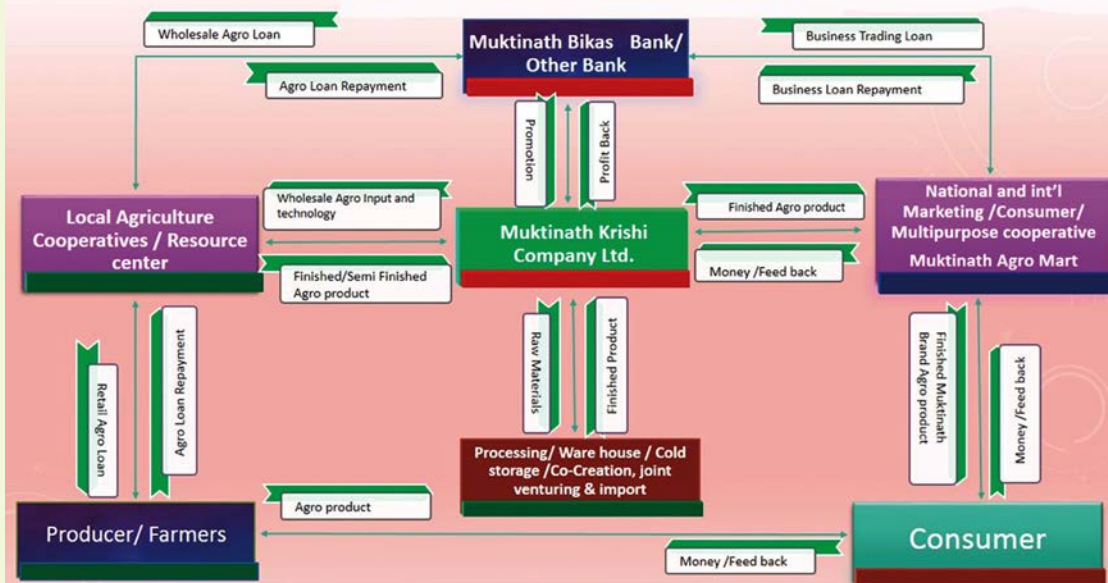 Wholesale Agro Loan
Muktinath Bikas Bank/
Other Bank
Business Trading Loan
Agro Loan Repayment
Business Loan Repayment
Promotion
Profit Back
Local Agriculture
Cooperatives / Resource
center
Wholesale Agro Input and
technology
Finished/Semi Finished
Agro product
Muktinath Krishi
Company Ltd.
Finished Agro product
Money /Feed back
National and int'l
Marketing /Consumer/
Multipurpose cooperative
Muktinath Agro Mart
Retail Agro Loan
Agro Loan Repayment
Raw Materials
Finished Product
Finished Muktinath
Brand Agro product
Money /Feed back
Processing/ Ware house / Cold
storage /Co-Creation, joint
venturing & import
Producer/ Farmers
Agro product
Money /Feed back
Consumer